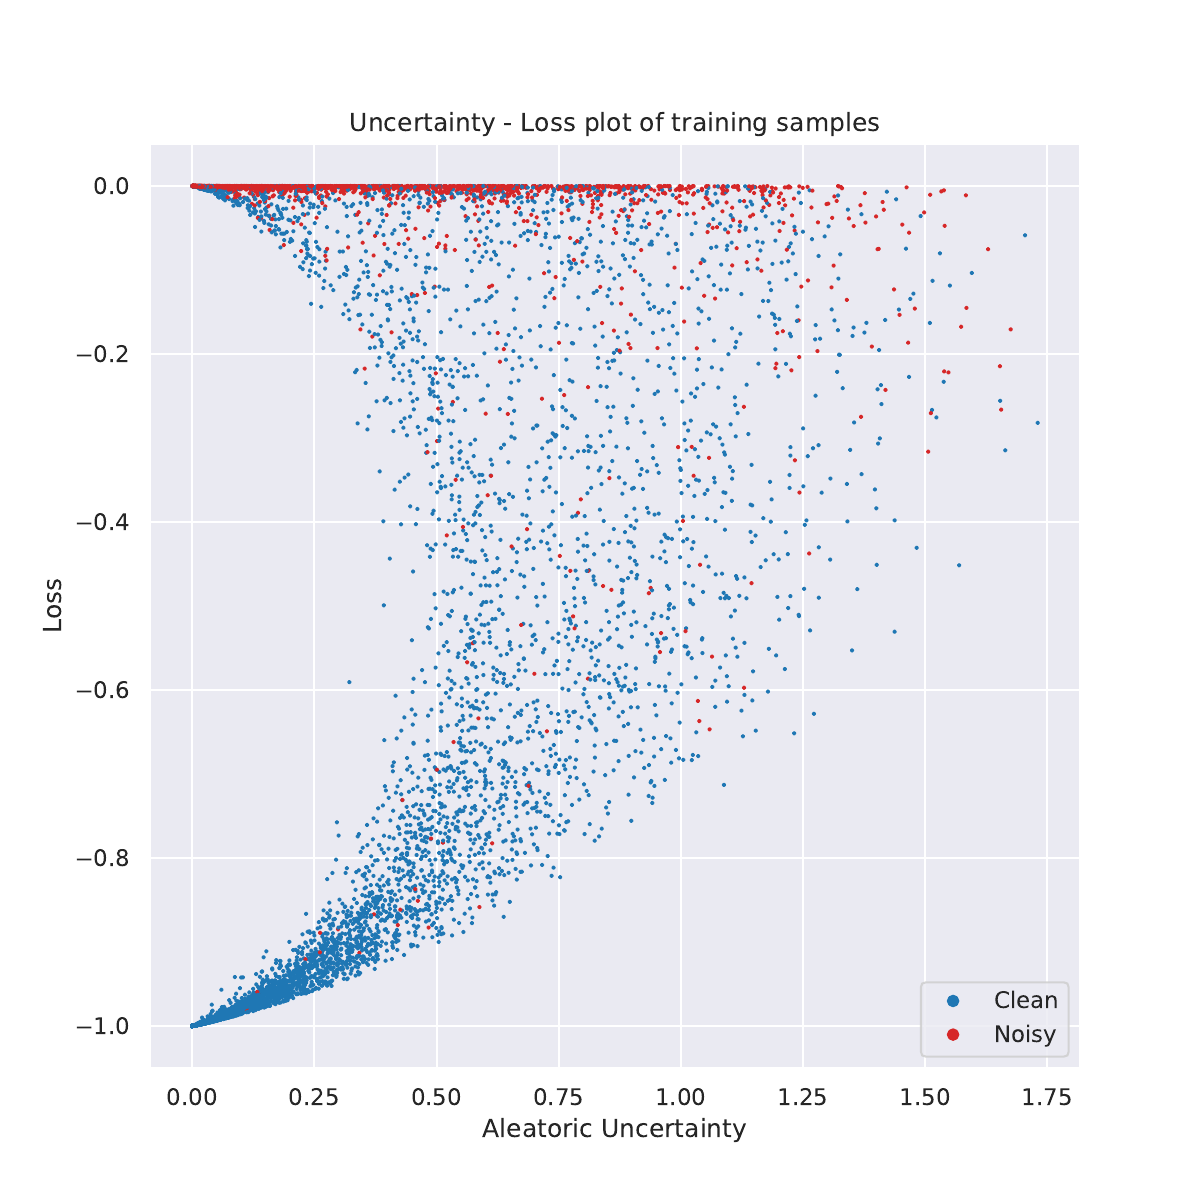 Uncertainty - Loss plot of training samples
Loss
0.0
−0.2
−0.4
−0.6
−0.8
−1.0
Clean
Noisy
0.00 0.25 0.50 0.75 1.00 1.25 1.50 1.75
Aleatoric Uncertainty